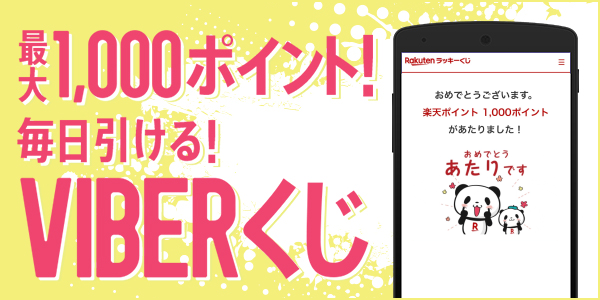 最大1,000ポイント!
毎日引ける!
VIBERくじ
Rakuten ラッキーくじ
おめでとうございます。
楽天ポイント 1,000ポイント
があたりました！
おめでとう
あたりです
R
R